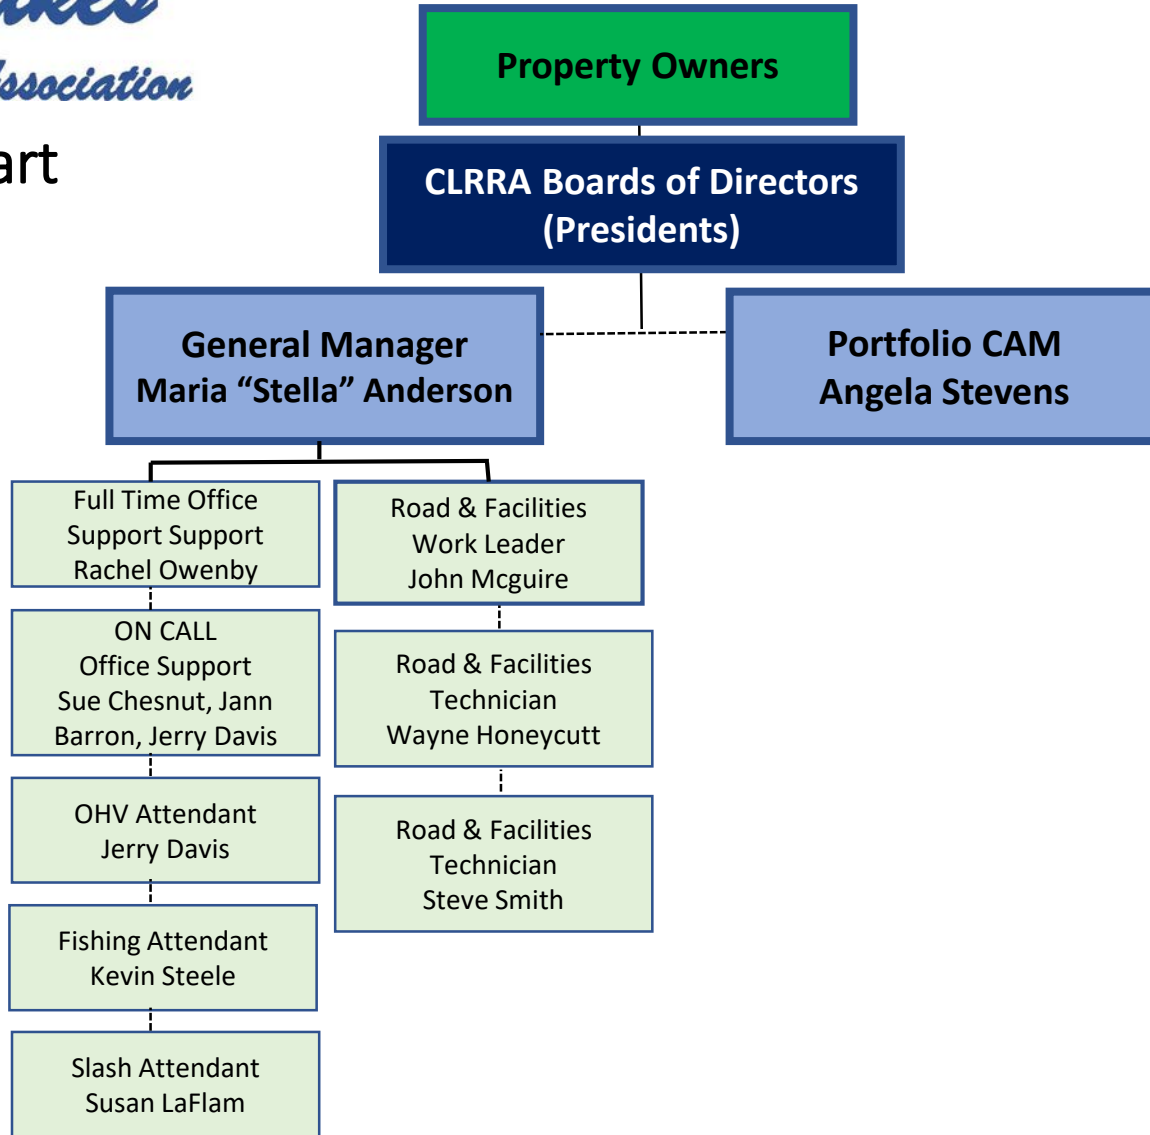 ssociation
art
Property Owners
CLRRA Boards of Directors
(Presidents)
General Manager
Maria “Stella” Anderson
Portfolio CAM
Angela Stevens
Full Time Office
Support Support
Rachel Owenby
ON CALL
Office Support
Sue Chesnut, Jann
Barron, Jerry Davis
OHV Attendant
Jerry Davis
Fishing Attendant
Kevin Steele
Slash Attendant
Susan LaFlam
Road & Facilities
Work Leader
John Mcguire
Road & Facilities
Technician
Wayne Honeycutt
Road & Facilities
Technician
Steve Smith